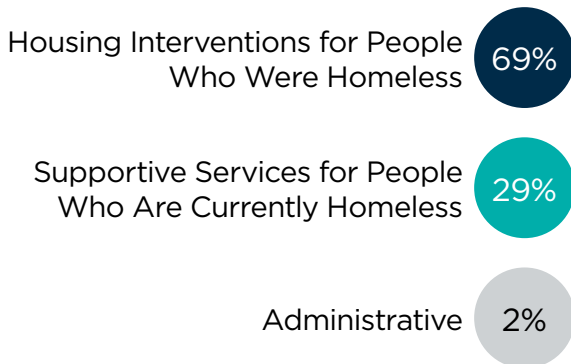 Housing Interventions for People
Who Were Homeless
69%
Supportive Services for People
Who Are Currently Homeless
29%
Administrative
2%